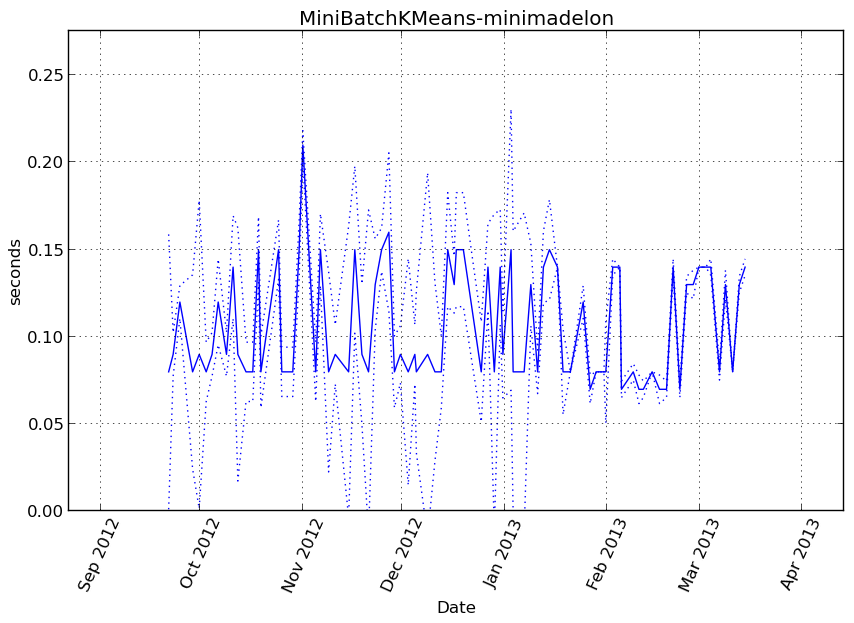 MiniBatchKMeans-minimadelon
0.25
0.20
0.15
0.10
0.05
0.00
seconds
Sep 2012
Oct 2012
Nov 2012
Dec 2012
Jan 2013
Feb 2013
Mar 2013
Apr 2013
Date